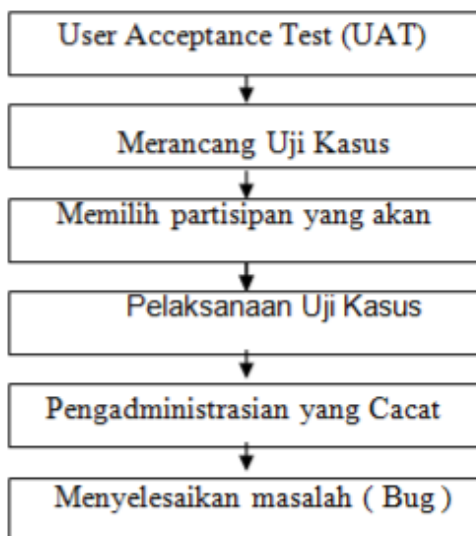 User Acceptance Test (UAT)
Merancang Uji Kasus
Memilih partisipan yang akan
Pelaksanaan Uji Kasus
Pengadministrasian yang Cacat
Menyelesaikan masalah ( Bug )